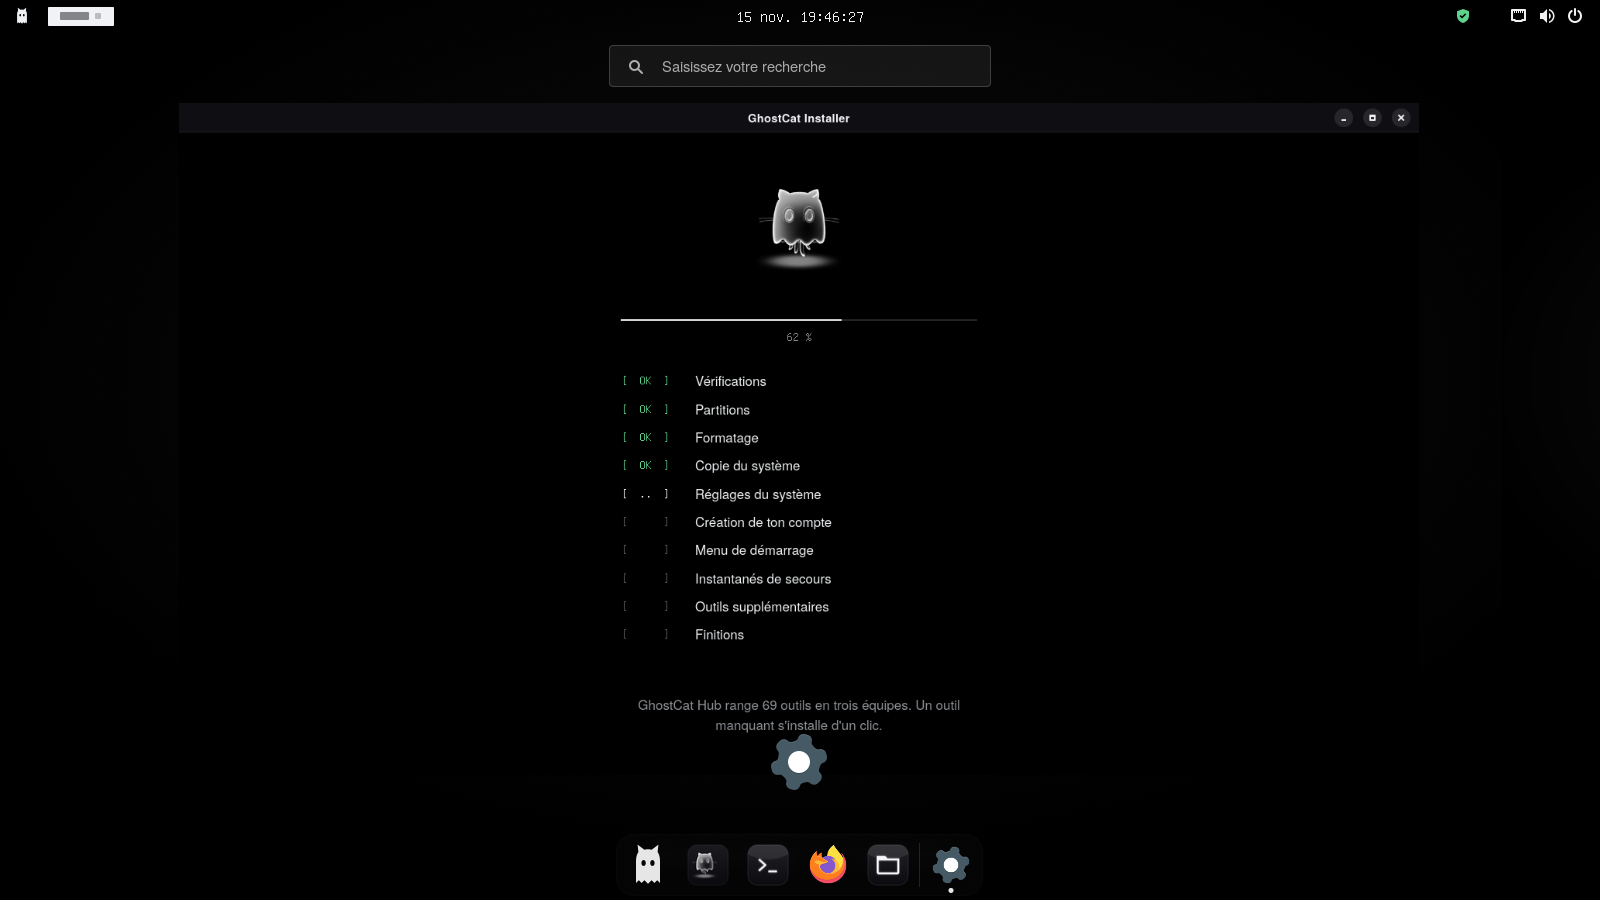 15 nov. 19:46:27
Saisissez votre recherche
GhostCat Installer
62 %
[ OK ] Vérifications
[ OK ] Partitions
[ OK ] Formatage
[ OK ] Copie du système
[ .. ] Réglages du système
[ ] Création de ton compte
[ ] Menu de démarrage
[ ] Instantanés de secours
[ ] Outils supplémentaires
[ ] Finitions
GhostCat Hub range 69 outils en trois équipes. Un outil
manquant s'installe d'un clic.